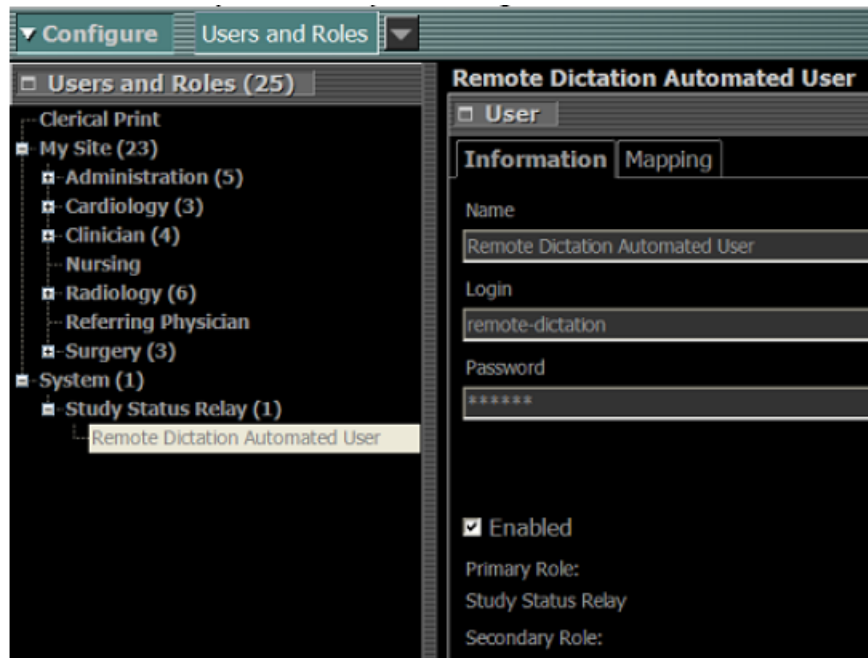 Configure Users and Roles
Users and Roles (25)
Clerical Print
My Site (23)
Administration (5)
Cardiology (3)
Clinician (4)
Nursing
Radiology (6)
Referring Physician
Surgery (3)
System (1)
Study Status Relay (1)
Remote Dictation Automated User
Remote Dictation Automated User
User
Information Mapping
Name
Remote Dictation Automated User
Login
remote-dictation
Password
******
Enabled
Primary Role:
Study Status Relay
Secondary Role: